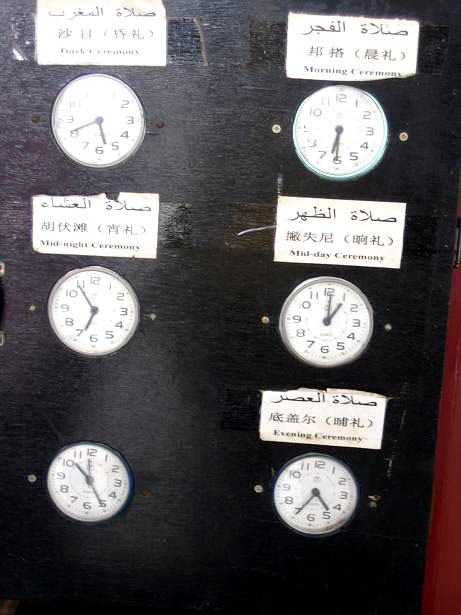 صلاة المغرب
沙目（昏礼）
Dusk Ceremony
صلاة الفجر
邦搭（晨礼）
Morning Ceremony
صلاة العشاء
胡伏滩（宵礼）
Mid-night Ceremony
صلاة الظهر
撇失尼（晌礼）
Mid-day Ceremony
صلاة العصر
底盖尔（晡礼）
Evening Ceremony